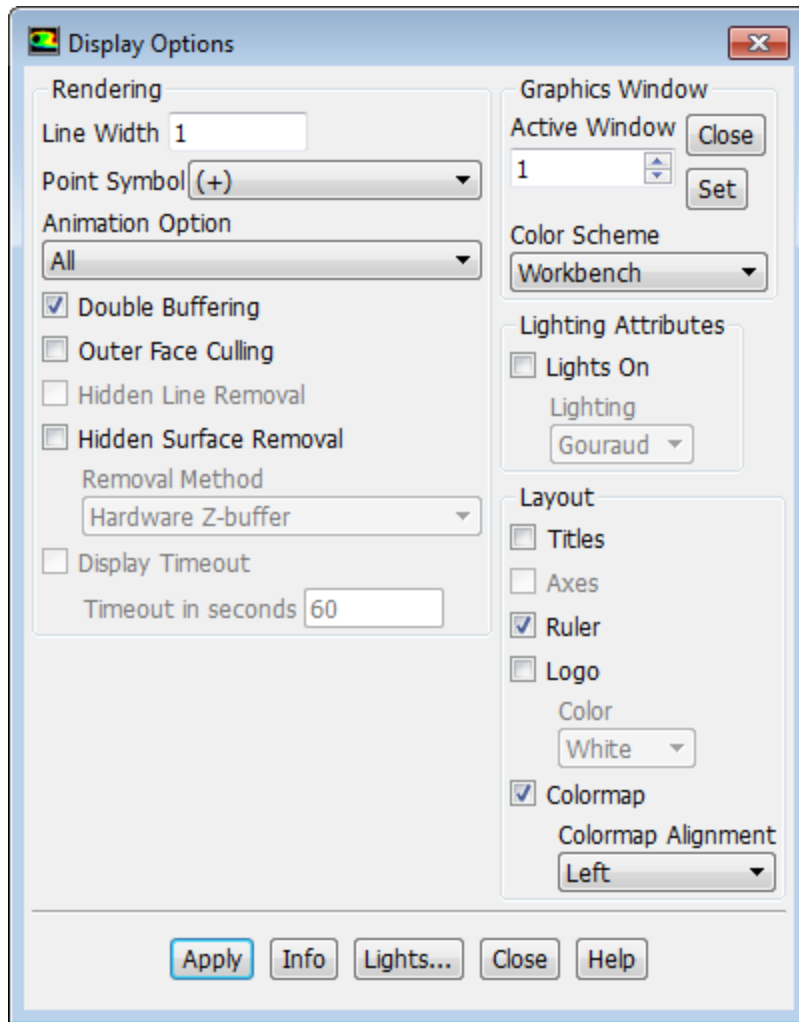 Display Options
Rendering
Line Width 1
Point Symbol (+)
Animation Option
All
Double Buffering
Outer Face Culling
Hidden Line Removal
Hidden Surface Removal
Removal Method
Hardware Z-buffer
Display Timeout
Timeout in seconds 60
Graphics Window
Active Window
Close
1
Set
Color Scheme
Workbench
Lighting Attributes
Lights On
Lighting
Gouraud
Layout
Titles
Axes
Ruler
Logo
Color
White
Colormap
Colormap Alignment
Left
Apply Info Lights... Close Help